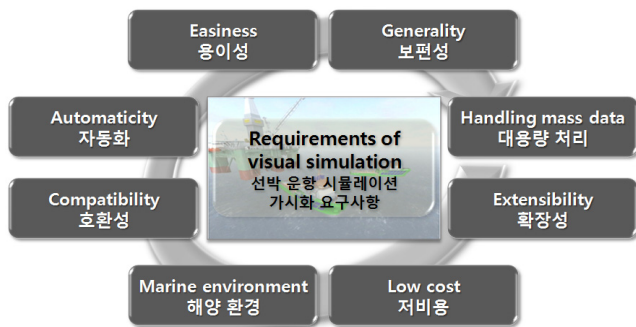 Easiness
용이성
Generality
보편성
Automaticity
자동화
Requirements of
visual simulation
선박 운항 시뮬레이션
가시화 요구사항
Handling mass data
대용량 처리
Compatibility
호환성
Extensibility
확장성
Marine environment
해양 환경
Low cost
저비용